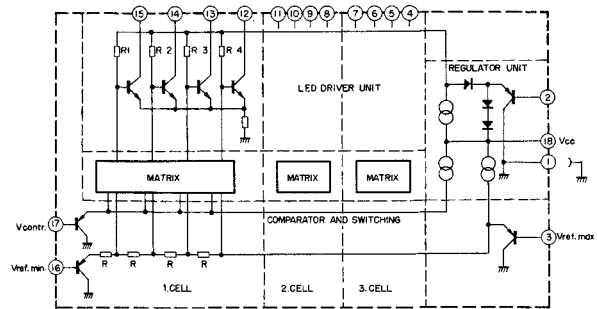 15 14 13 12 11 10 9 8 7 6 5 4
R1 R 2 R 3 R 4
LED DRIVER UNIT
REGULATOR UNIT
2
18 Vcc
1
MATRIX MATRIX MATRIX
17
Vcontr.
COMPARATOR AND SWITCHING
3 Vref.max
Vref. min. 16
R R R R
1.CELL 2.CELL 3.CELL